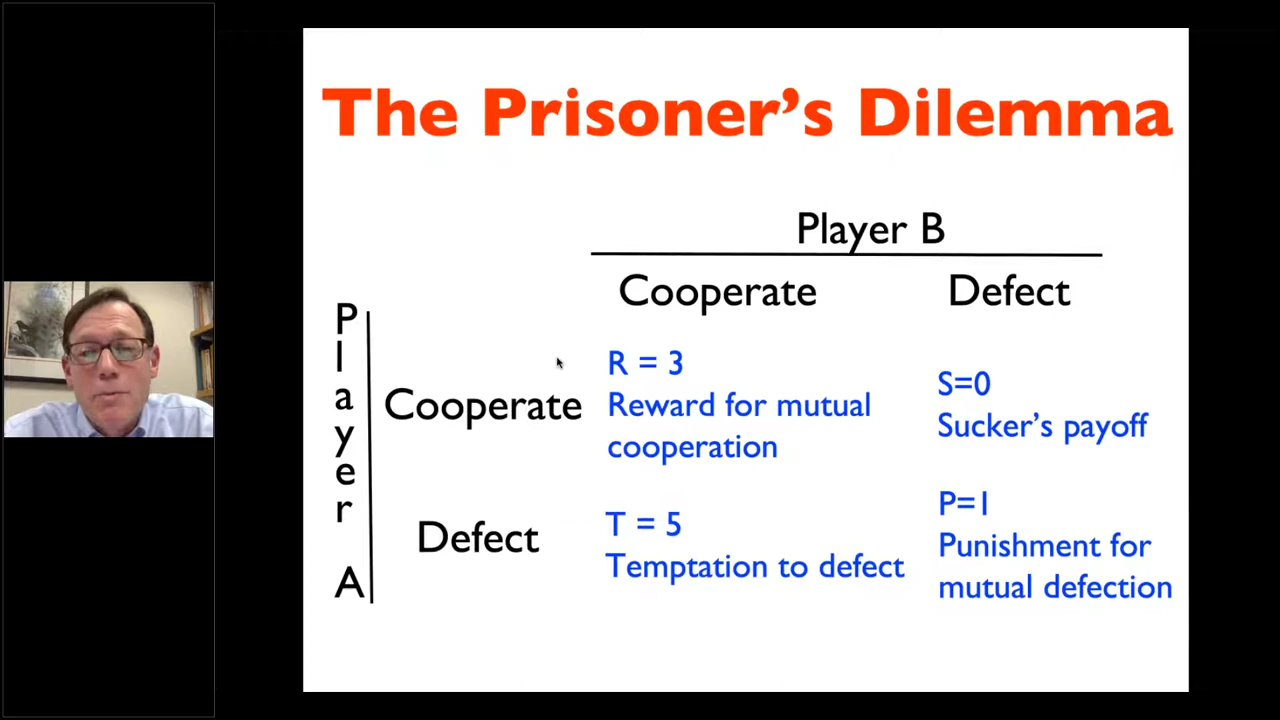 The Prisoner's Dilemma
Player B
Cooperate
Defect
Player A
Cooperate
R = 3
Reward for mutual
cooperation
S=0
Sucker's payoff
Defect
T = 5
Temptation to defect
P=1
Punishment for
mutual defection